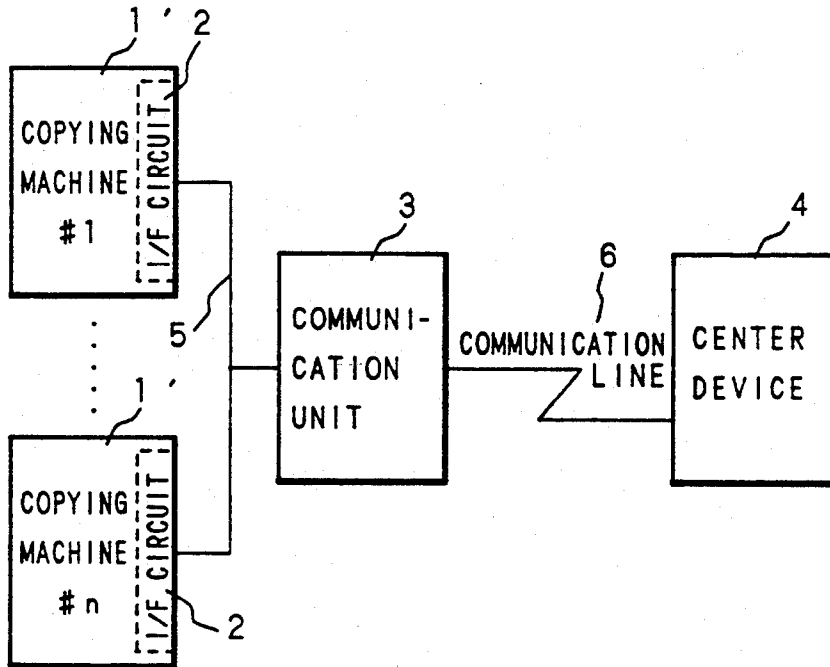 1'
2
COPYING
MACHINE
#1
I/F CIRCUIT
5
3
COMMUNI-
CATION
UNIT
6
COMMUNICATION
LINE
4
CENTER
DEVICE
1'
COPYING
MACHINE
#n
I/F CIRCUIT
2